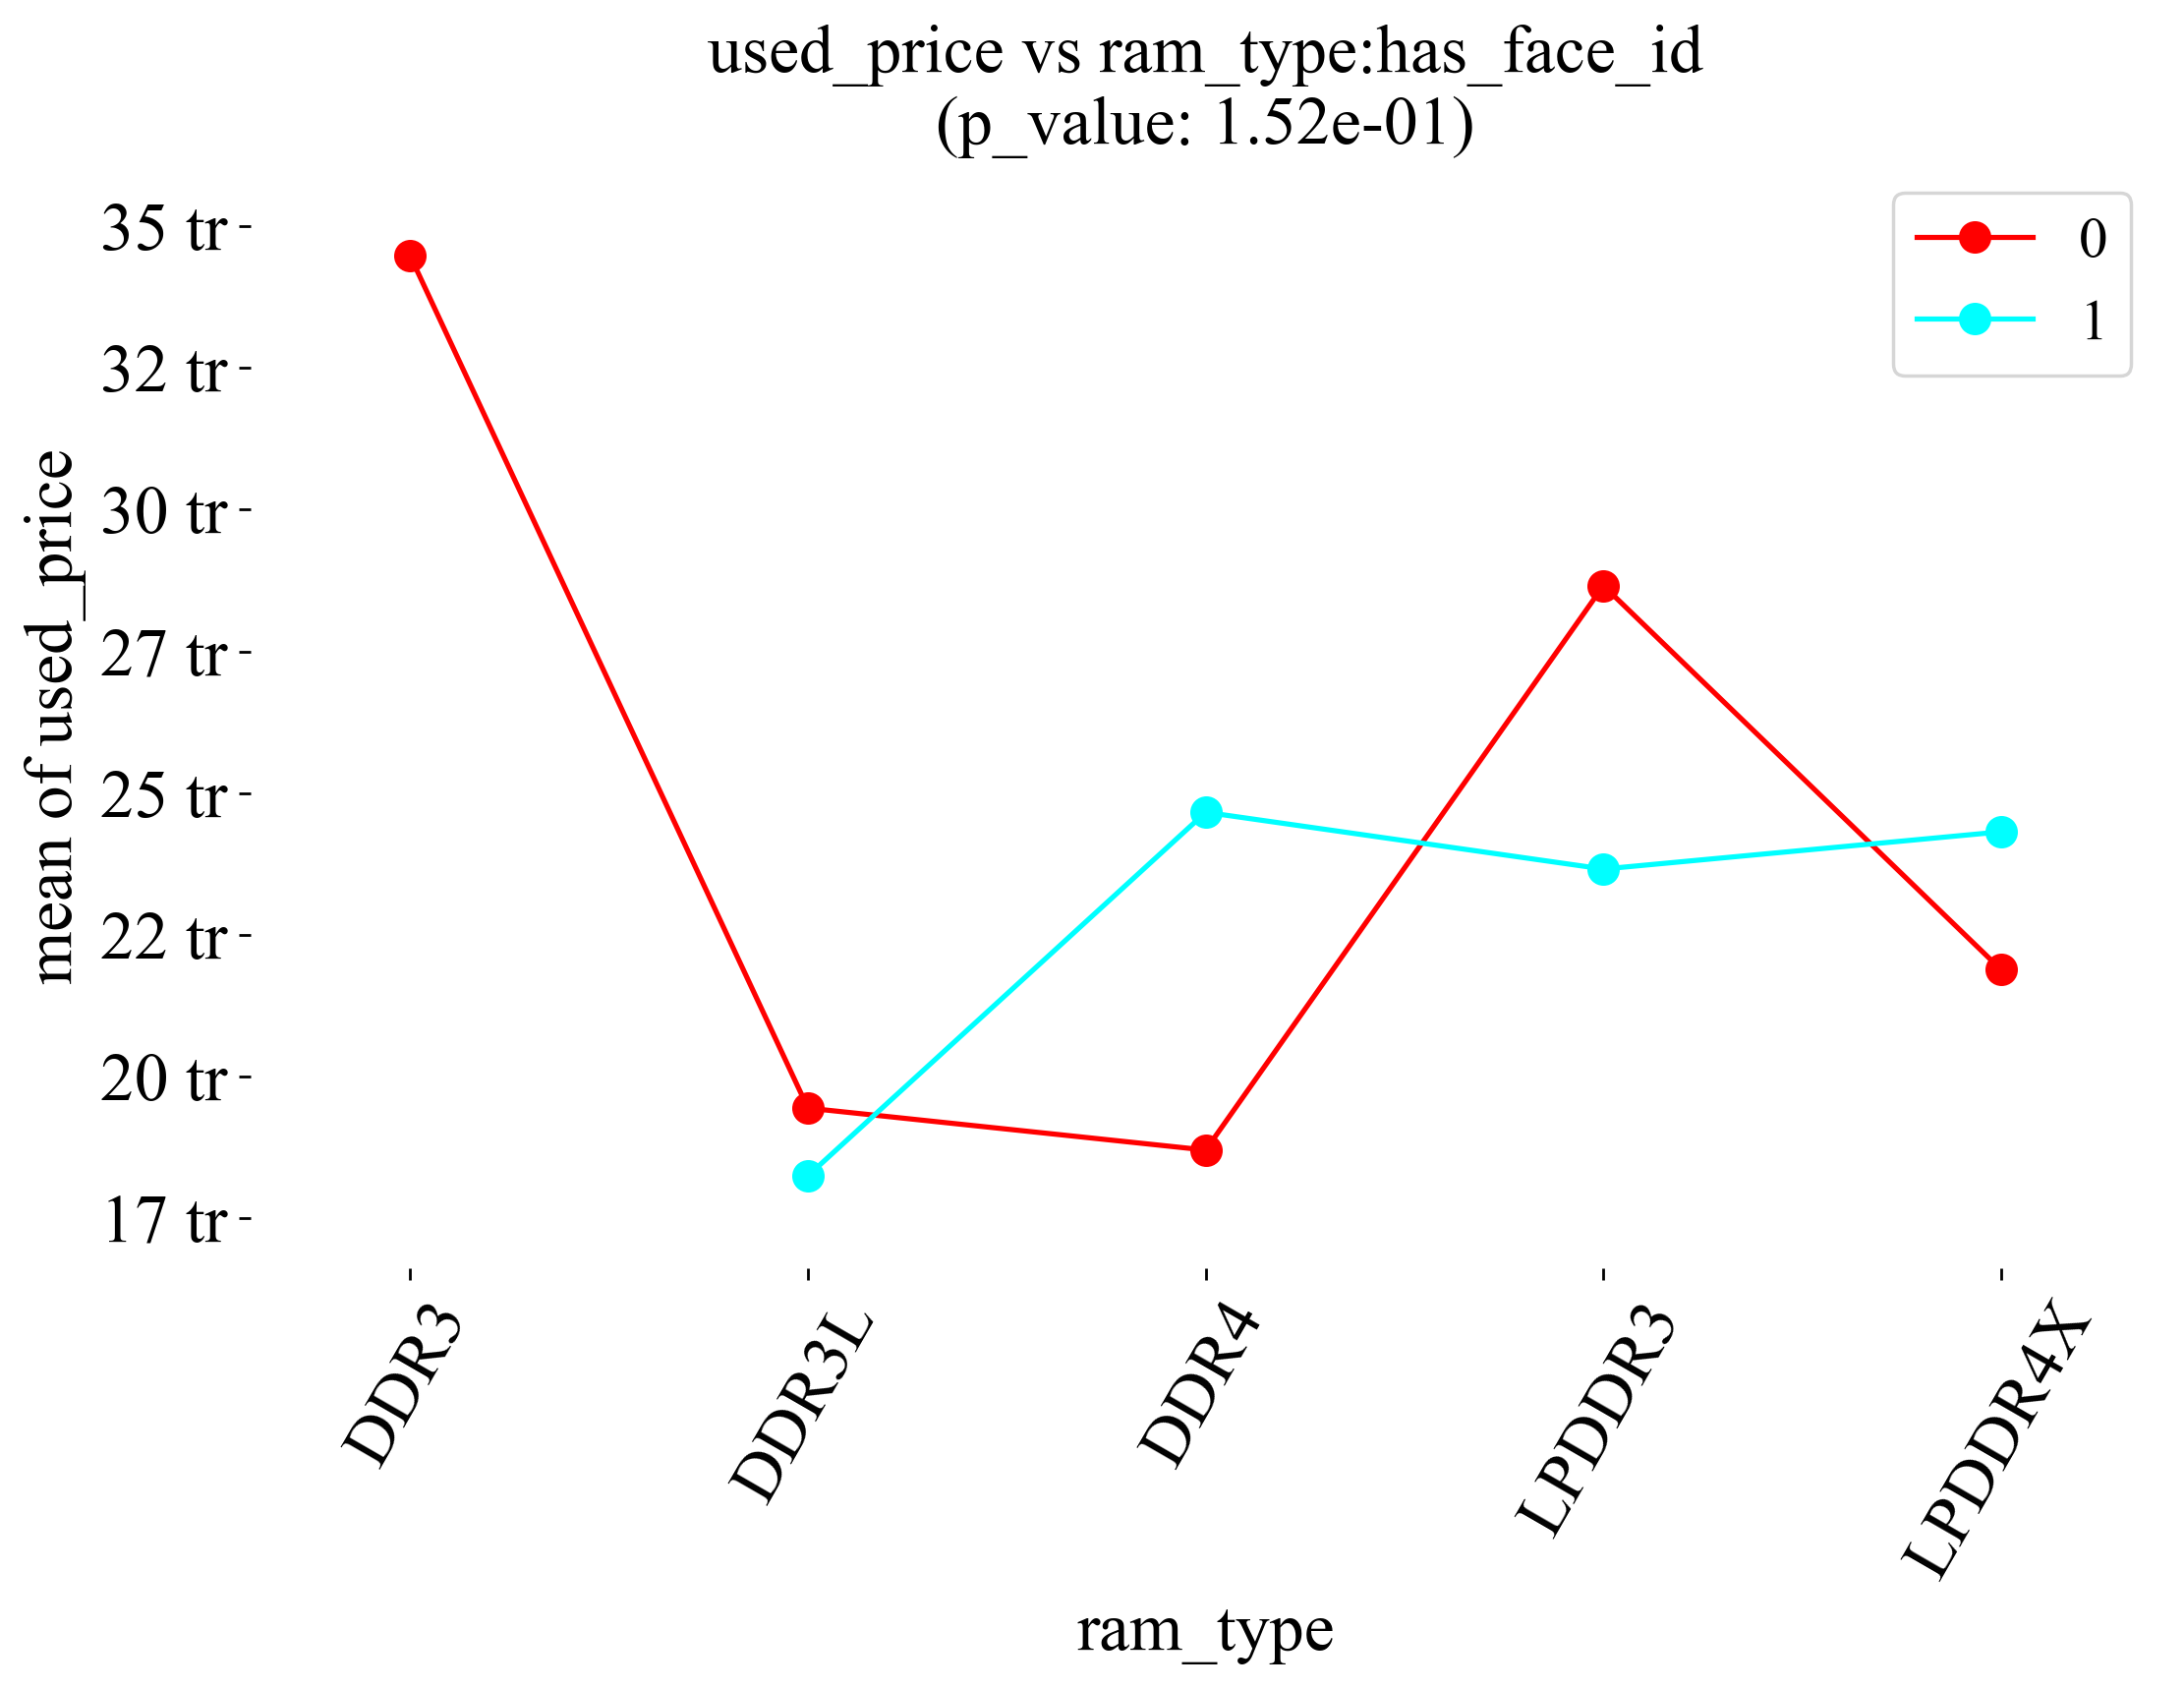 used_price vs ram_type:has_face_id
(p_value: 1.52e-01)
0
1
mean of used_price
35 tr
32 tr
30 tr
27 tr
25 tr
22 tr
20 tr
17 tr
DDR3
DDR3L
DDR4
LPDDR3
LPDDR4X
ram_type